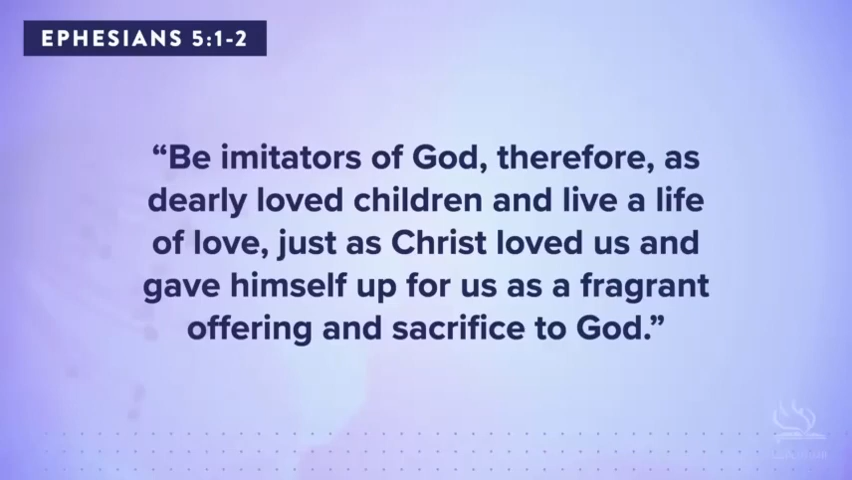 EPHESIANS 5:1-2
“Be imitators of God, therefore, as
dearly loved children and live a life
of love, just as Christ loved us and
gave himself up for us as a fragrant
offering and sacrifice to God.”